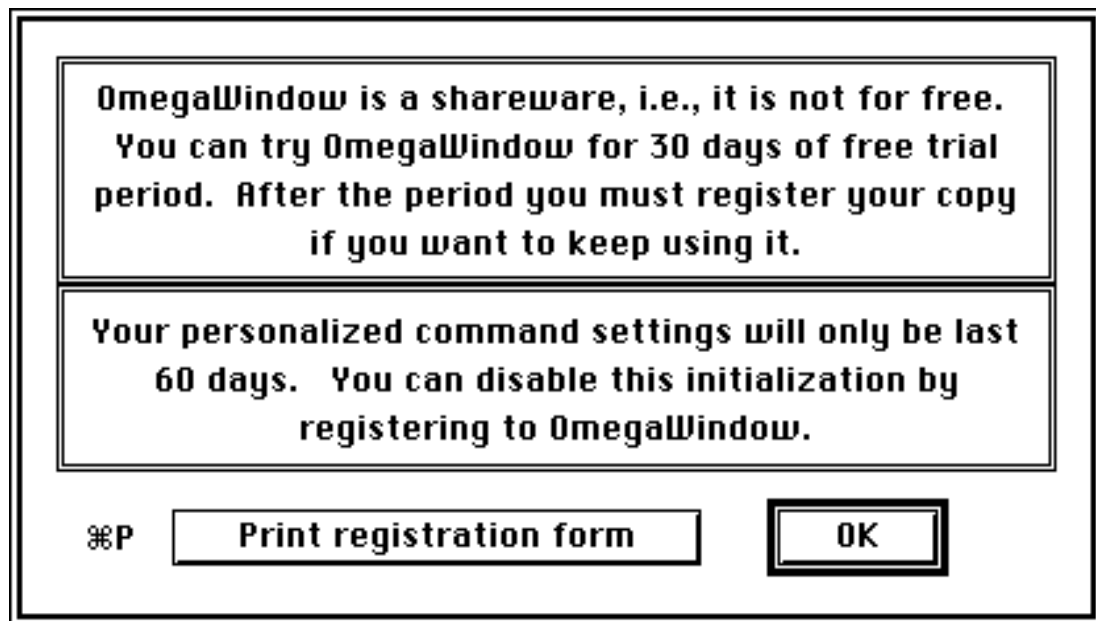 OmegaWindow is a shareware, i.e., it is not for free.
You can try OmegaWindow for 30 days of free trial
period.  After the period you must register your copy
if you want to keep using it.
Your personalized command settings will only be last
60 days.   You can disable this initialization by
registering to OmegaWindow.
⌘P Print registration form OK